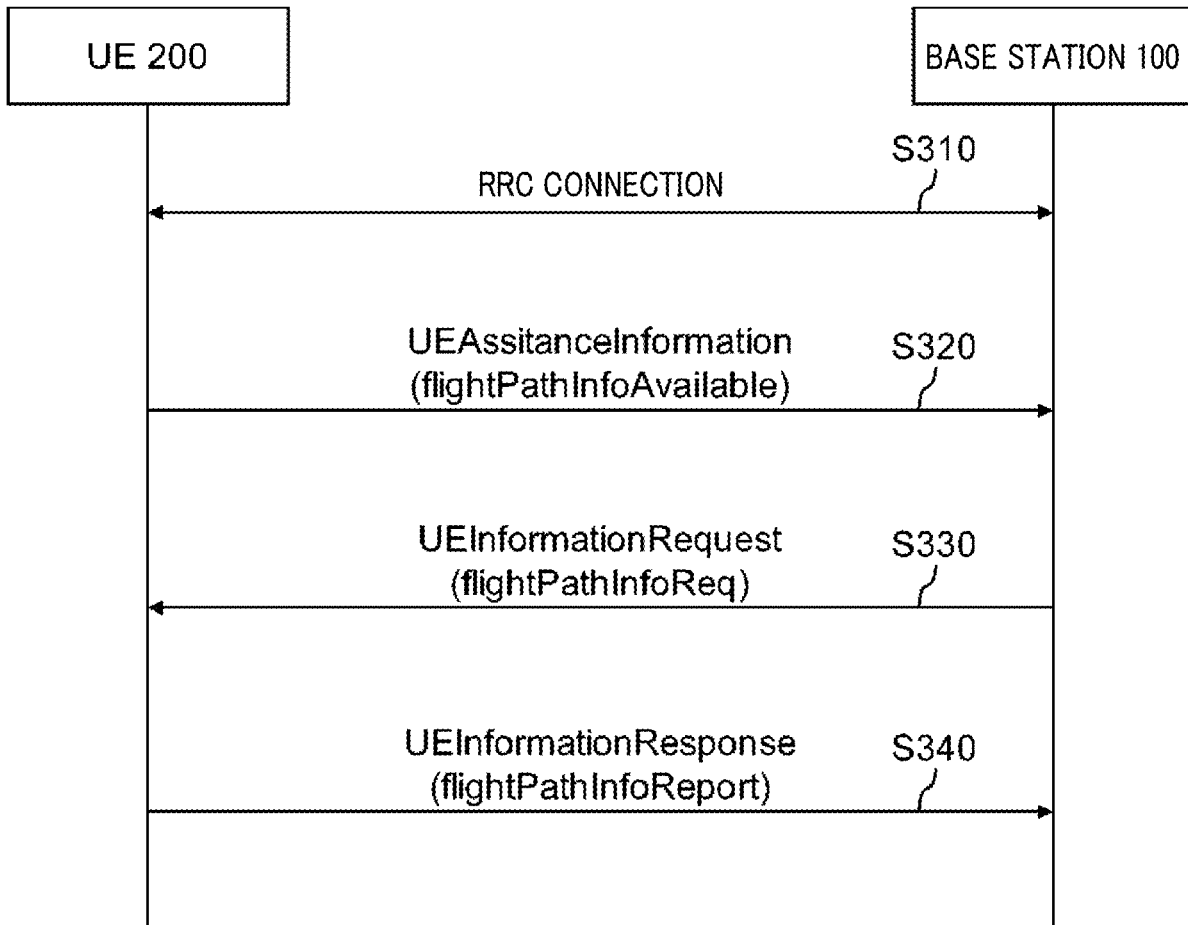 UE 200
BASE STATION 100
S310
RRC CONNECTION
UEAssitanceInformation
(flightPathInfoAvailable)
S320
UEInformationRequest
(flightPathInfoReq)
S330
UEInformationResponse
(flightPathInfoReport)
S340